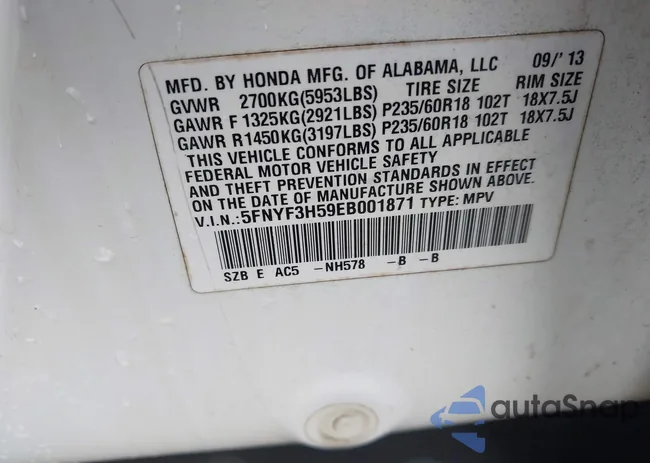 MFD. BY HONDA MFG. OF ALABAMA, LLC 09/' 13
GVWR 2700KG(5953LBS) TIRE SIZE RIM SIZE
GAWR F 1325KG(2921LBS) P235/60R18 102T 18X7.5J
GAWR R1450KG(3197LBS) P235/60R18 102T 18X7.5J
THIS VEHICLE CONFORMS TO ALL APPLICABLE
FEDERAL MOTOR VEHICLE SAFETY
AND THEFT PREVENTION STANDARDS IN EFFECT
ON THE DATE OF MANUFACTURE SHOWN ABOVE.
V.I.N.:5FNYF3H59EB001871 TYPE: MPV
SZB E AC5 -NH578 -B -B
autoSnap